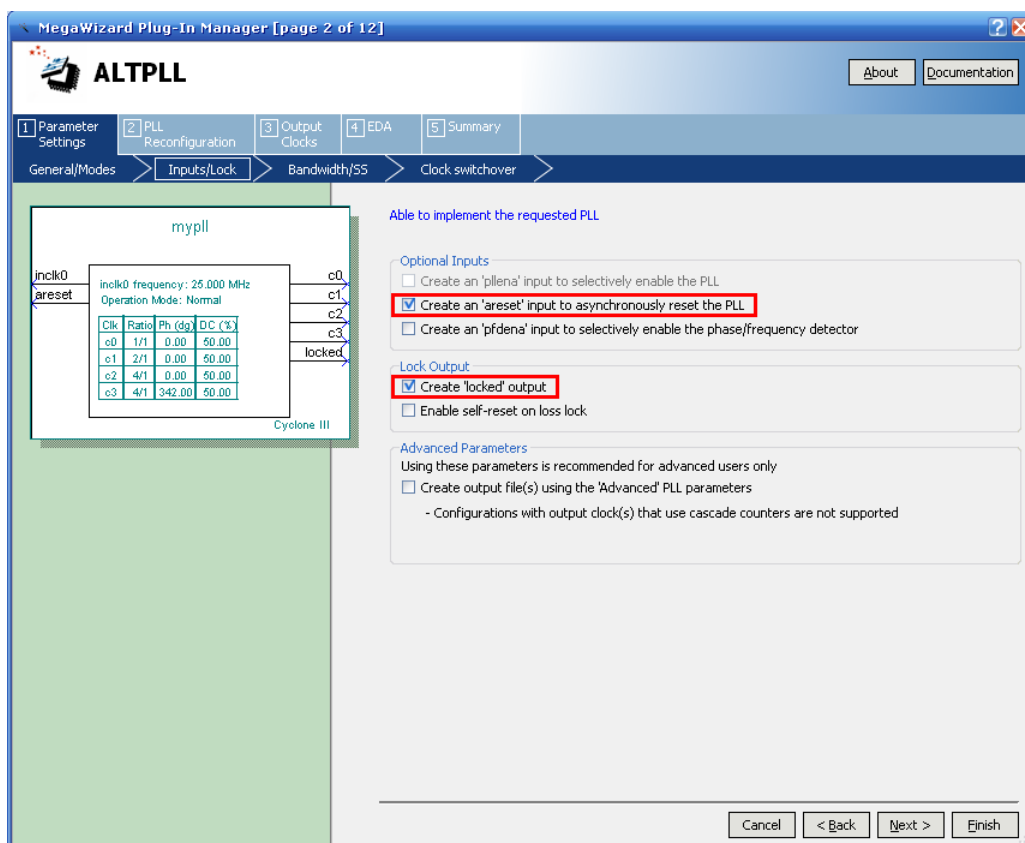 MegaWizard Plug-In Manager [page 2 of 12]
ALTPLL
About
Documentation
1 Parameter Settings
2 PLL Reconfiguration
3 Output Clocks
4 EDA
5 Summary
General/Modes
Inputs/Lock
Bandwidth/SS
Clock switchover
mypll
inclk0
areset
inclk0 frequency: 25.000 MHz
Operation Mode: Normal
Clk Ratio Ph (dg) DC (%)
c0 1/1 0.00 50.00
c1 2/1 0.00 50.00
c2 4/1 0.00 50.00
c3 4/1 342.00 50.00
c0
c1
c2
c3
locked
Cyclone III
Able to implement the requested PLL
Optional Inputs
Create an 'pllena' input to selectively enable the PLL
Create an 'areset' input to asynchronously reset the PLL
Create an 'pfdena' input to selectively enable the phase/frequency detector
Lock Output
Create 'locked' output
Enable self-reset on loss lock
Advanced Parameters
Using these parameters is recommended for advanced users only
Create output file(s) using the 'Advanced' PLL parameters
- Configurations with output clock(s) that use cascade counters are not supported
Cancel
< Back
Next >
Finish